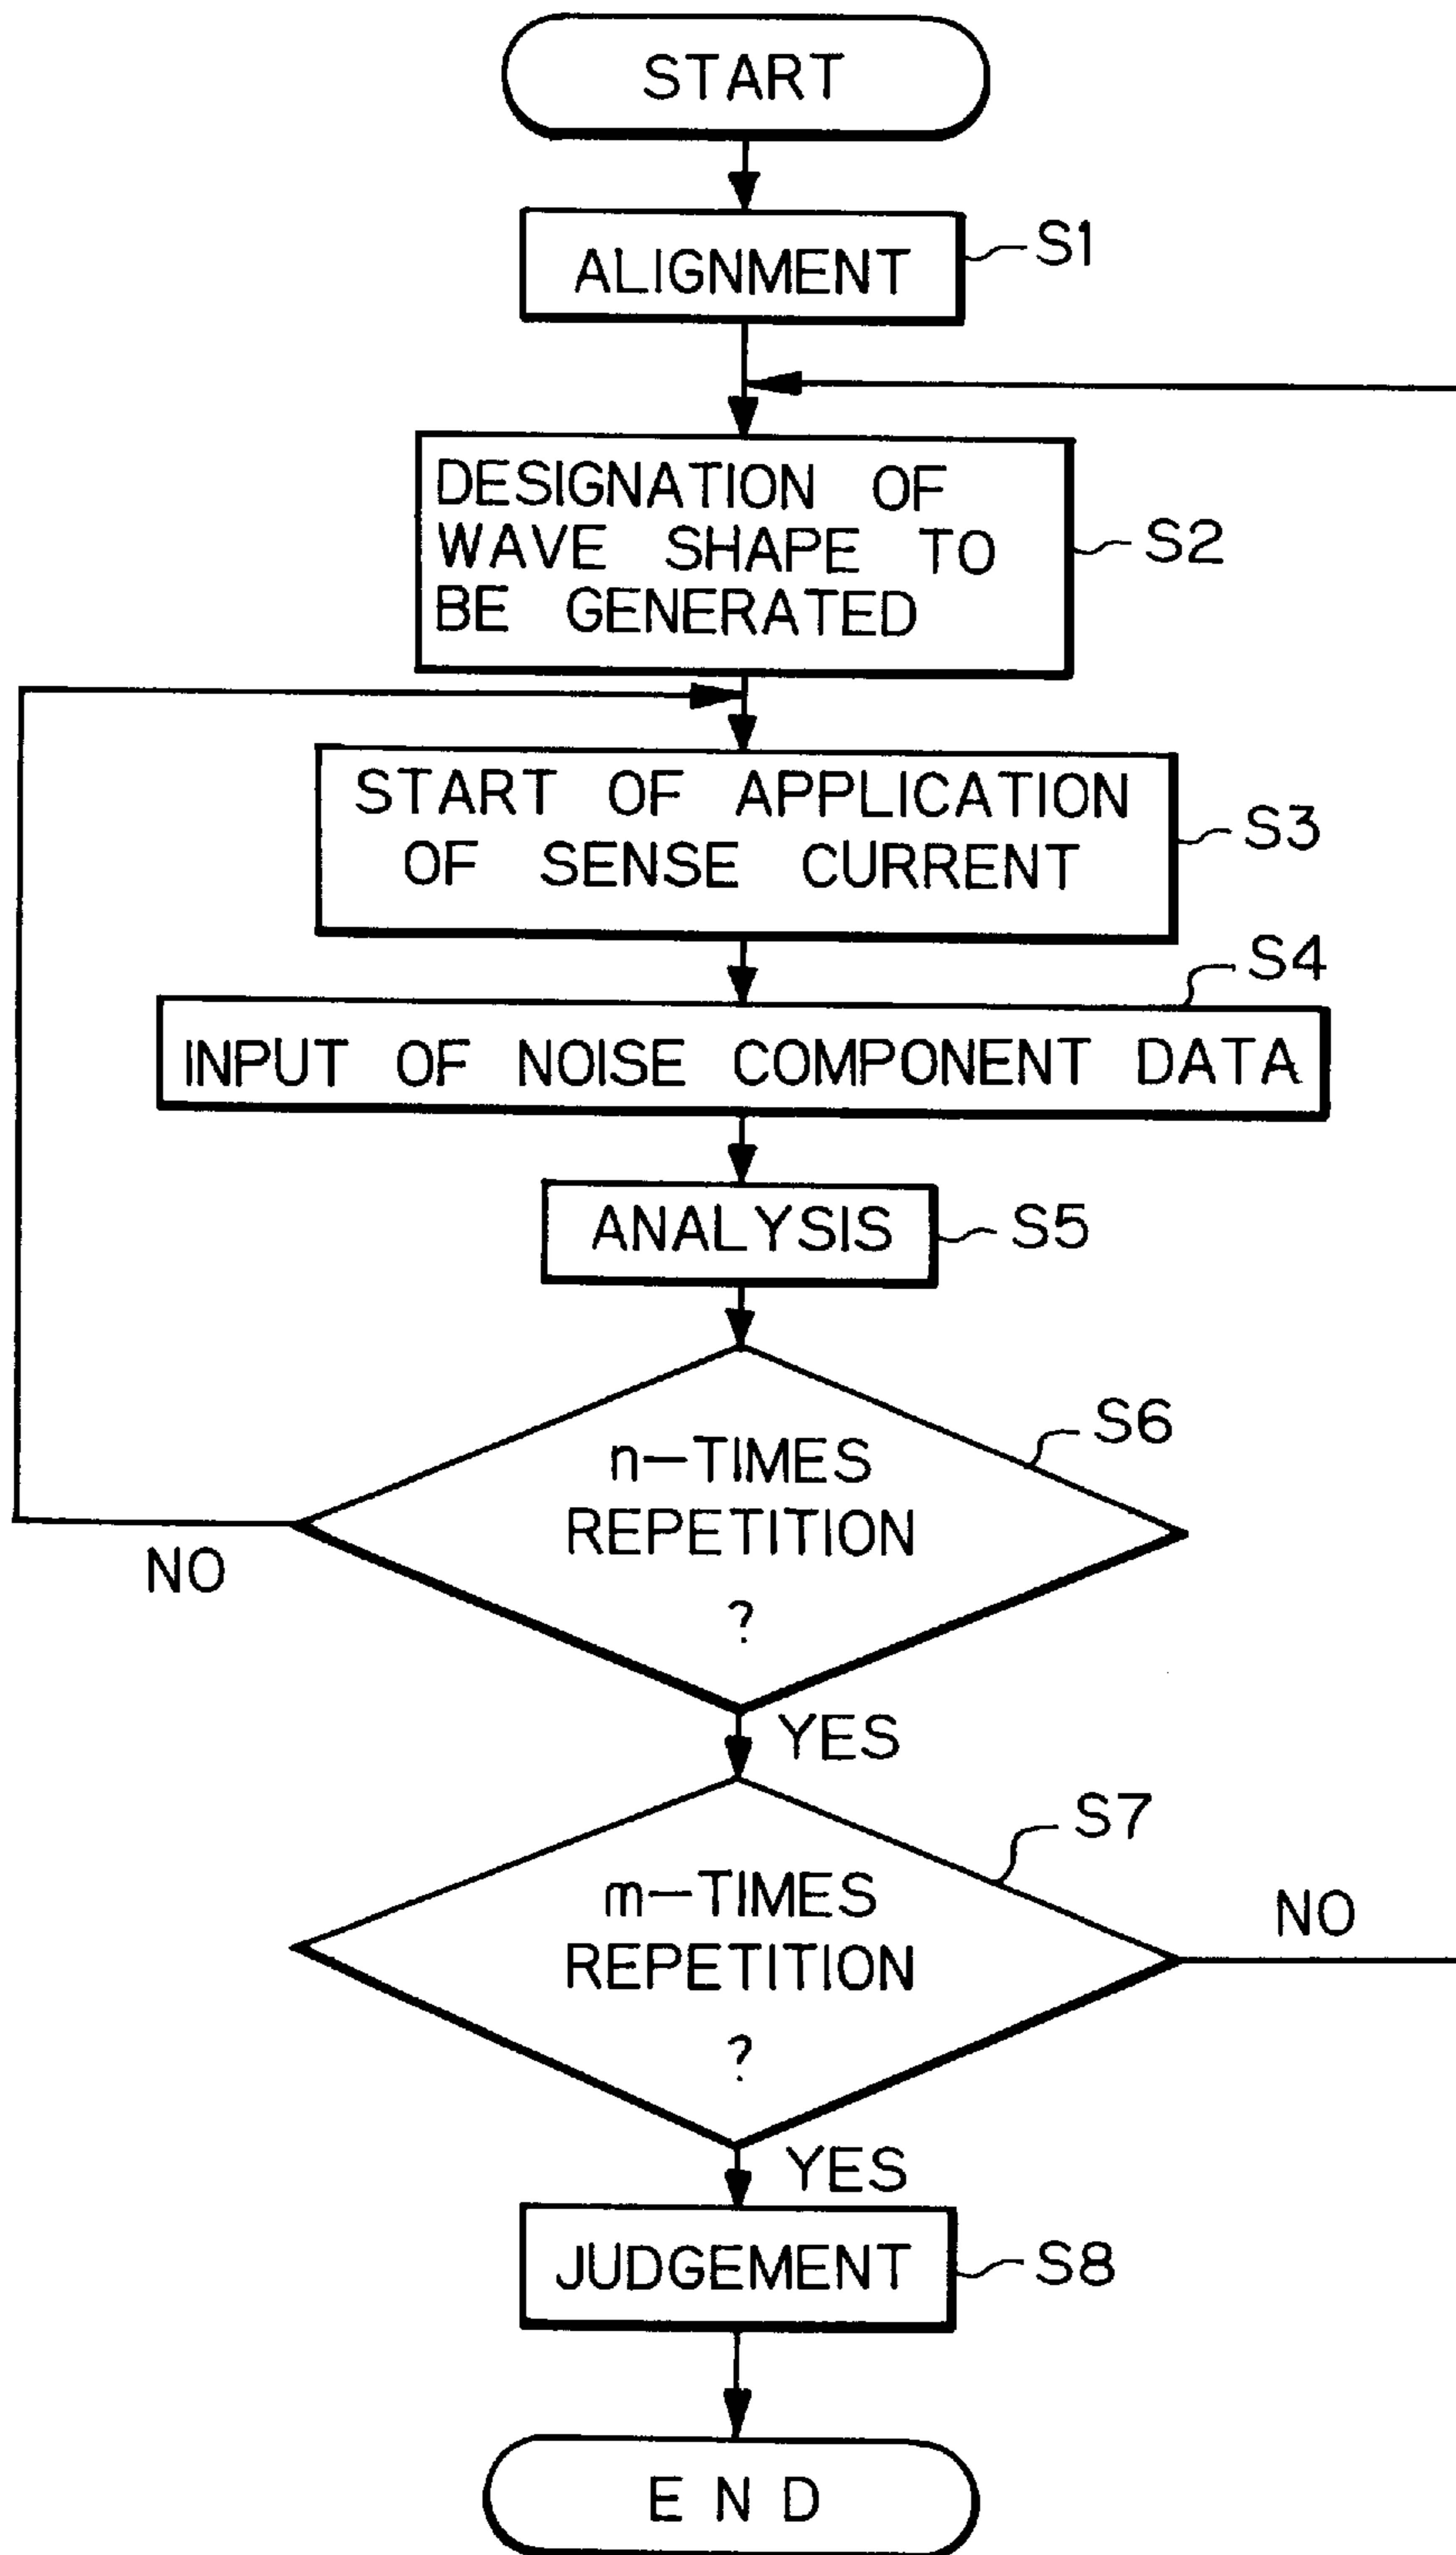 START
ALIGNMENT
S1
DESIGNATION OF
WAVE SHAPE TO
BE GENERATED
S2
START OF APPLICATION
OF SENSE CURRENT
S3
S4
INPUT OF NOISE COMPONENT DATA
ANALYSIS
S5
n-TIMES
REPETITION
?
S6
NO
YES
m-TIMES
REPETITION
?
S7
NO
YES
JUDGEMENT
S8
END